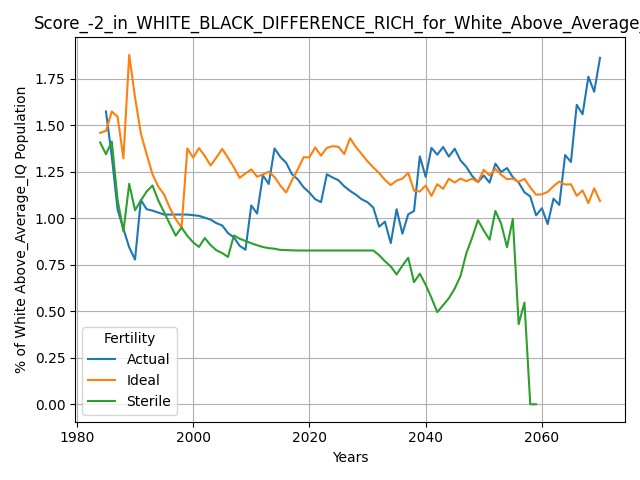 Score_-2_in_WHITE_BLACK_DIFFERENCE_RICH_for_White_Above_Average_
% of White Above_Average_IQ Population
1.75
1.50
1.25
1.00
0.75
0.50
0.25
0.00
Fertility
Actual
Ideal
Sterile
1980
2000
2020
2040
2060
Years